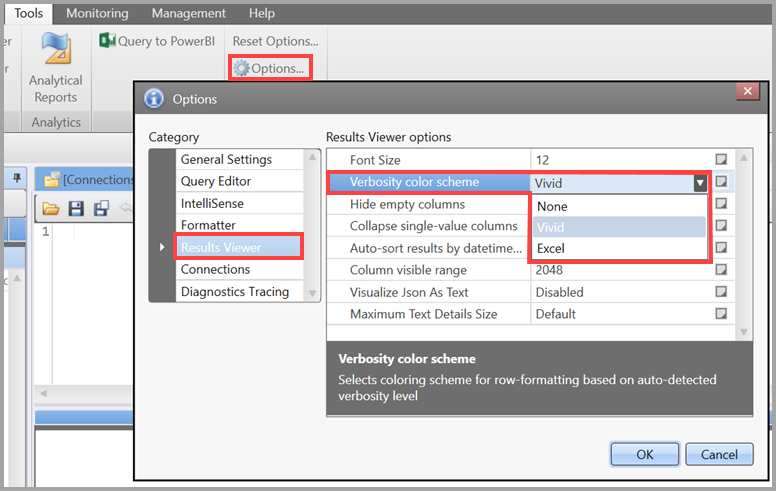 Tools Monitoring Management Help
er
Query to PowerBI
Reset Options...
r
Options...
Analytical
Reports
Analytics
Options
Category
Results Viewer options
General Settings
Query Editor
IntelliSense
Formatter
Results Viewer
Connections
Diagnostics Tracing
Font Size 12
Verbosity color scheme Vivid
Hide empty columns
Collapse single-value columns
Auto-sort results by datetime...
Column visible range 2048
Visualize Json As Text Disabled
Maximum Text Details Size Default
None
Vivid
Excel
[Connections
1
Verbosity color scheme
Selects coloring scheme for row-formatting based on auto-detected
verbosity level
OK Cancel